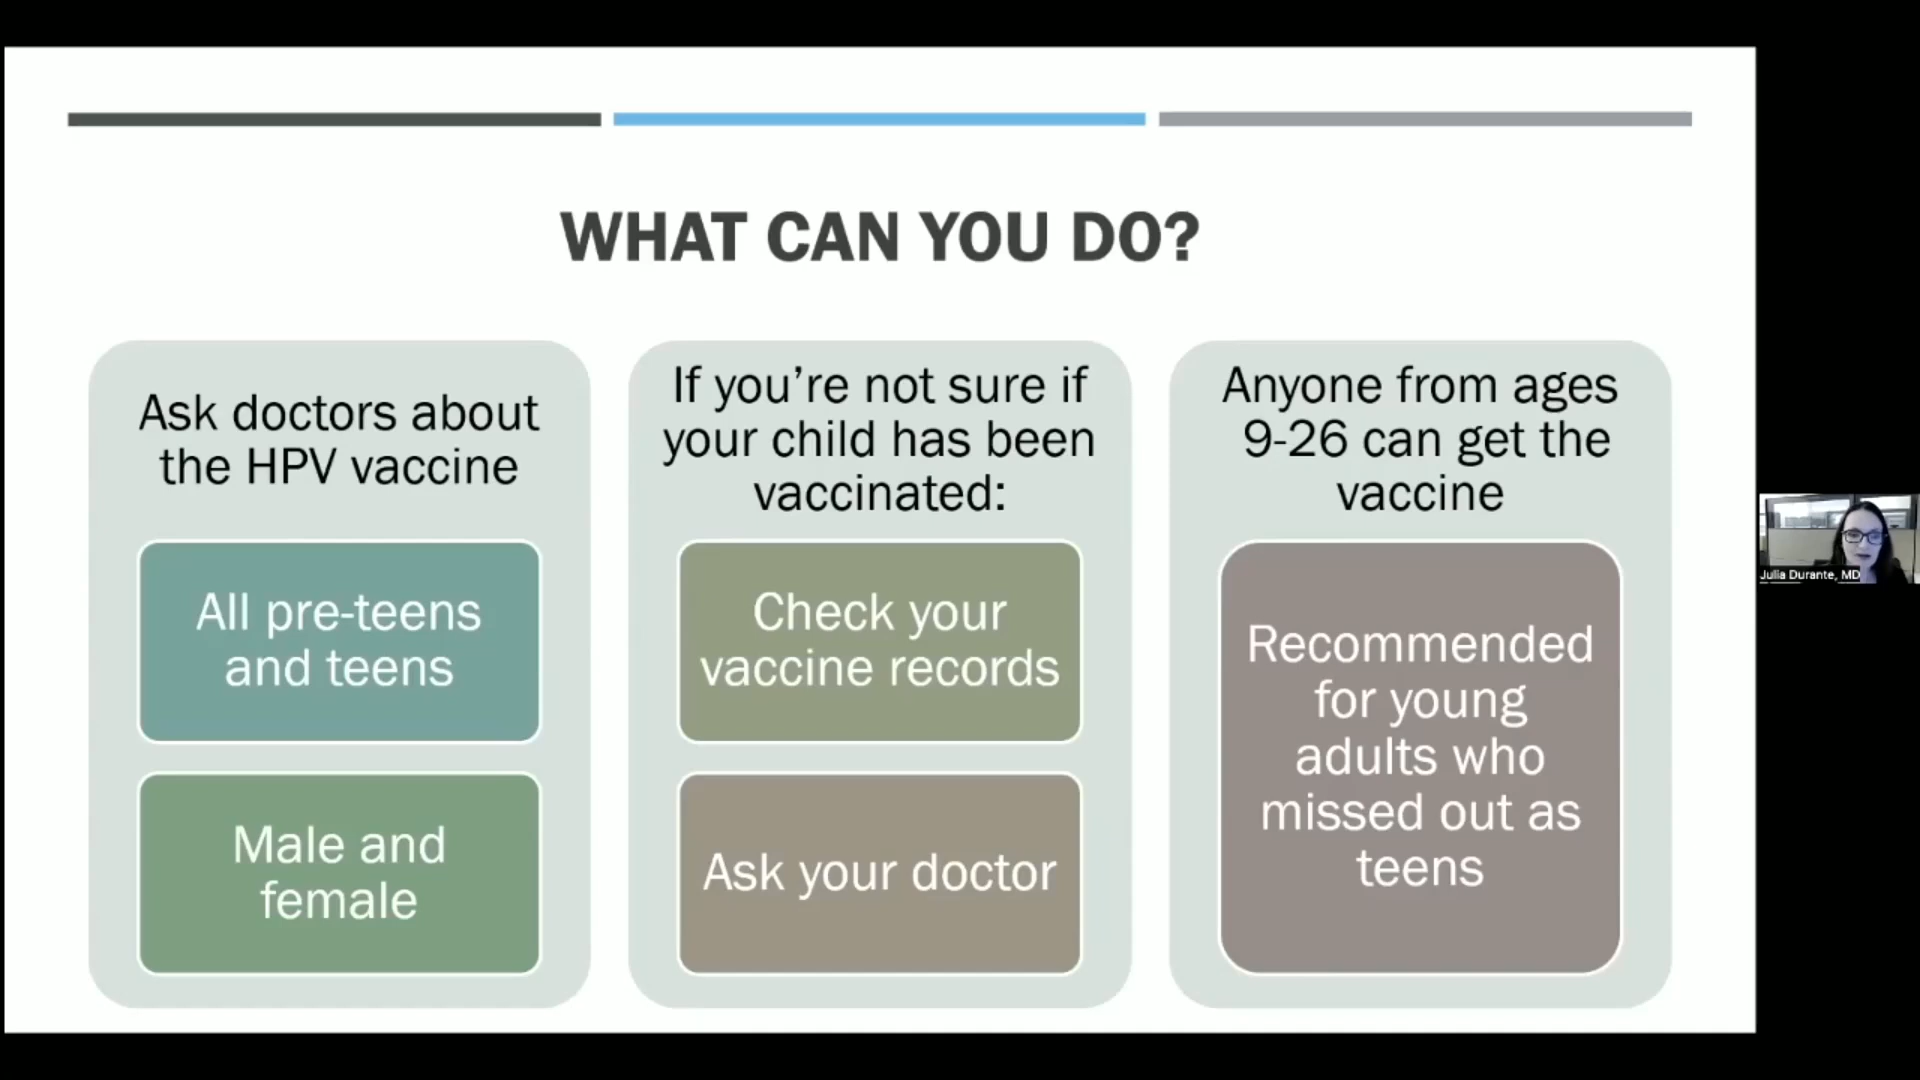 WHAT CAN YOU DO?
Ask doctors about
the HPV vaccine
All pre-teens
and teens
Male and
female
If you’re not sure if
your child has been
vaccinated:
Check your
vaccine records
Ask your doctor
Anyone from ages
9-26 can get the
vaccine
Recommended
for young
adults who
missed out as
teens
Julia Durante, MD